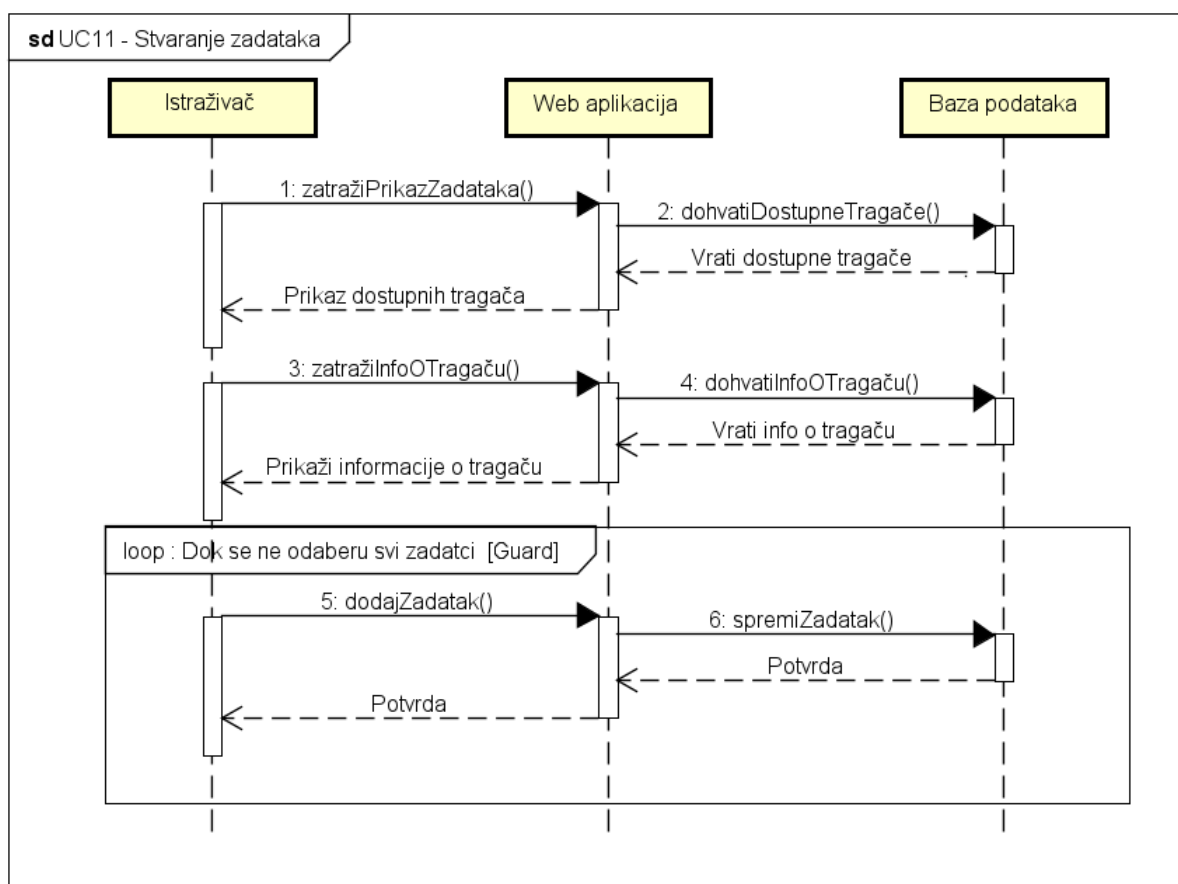 sd UC11 - Stvaranje zadataka
Istraživač
Web aplikacija
Baza podataka
1: zatražiPrikazZadataka()
2: dohvatiDostupneTragače()
Vrati dostupne tragače
Prikaz dostupnih tragača
3: zatražiInfoOTragaču()
4: dohvatiInfoOTragaču()
Vrati info o tragaču
Prikaži informacije o tragaču
loop : Dok se ne odaberu svi zadatci [Guard]
5: dodajZadatak()
6: spremiZadatak()
Potvrda
Potvrda